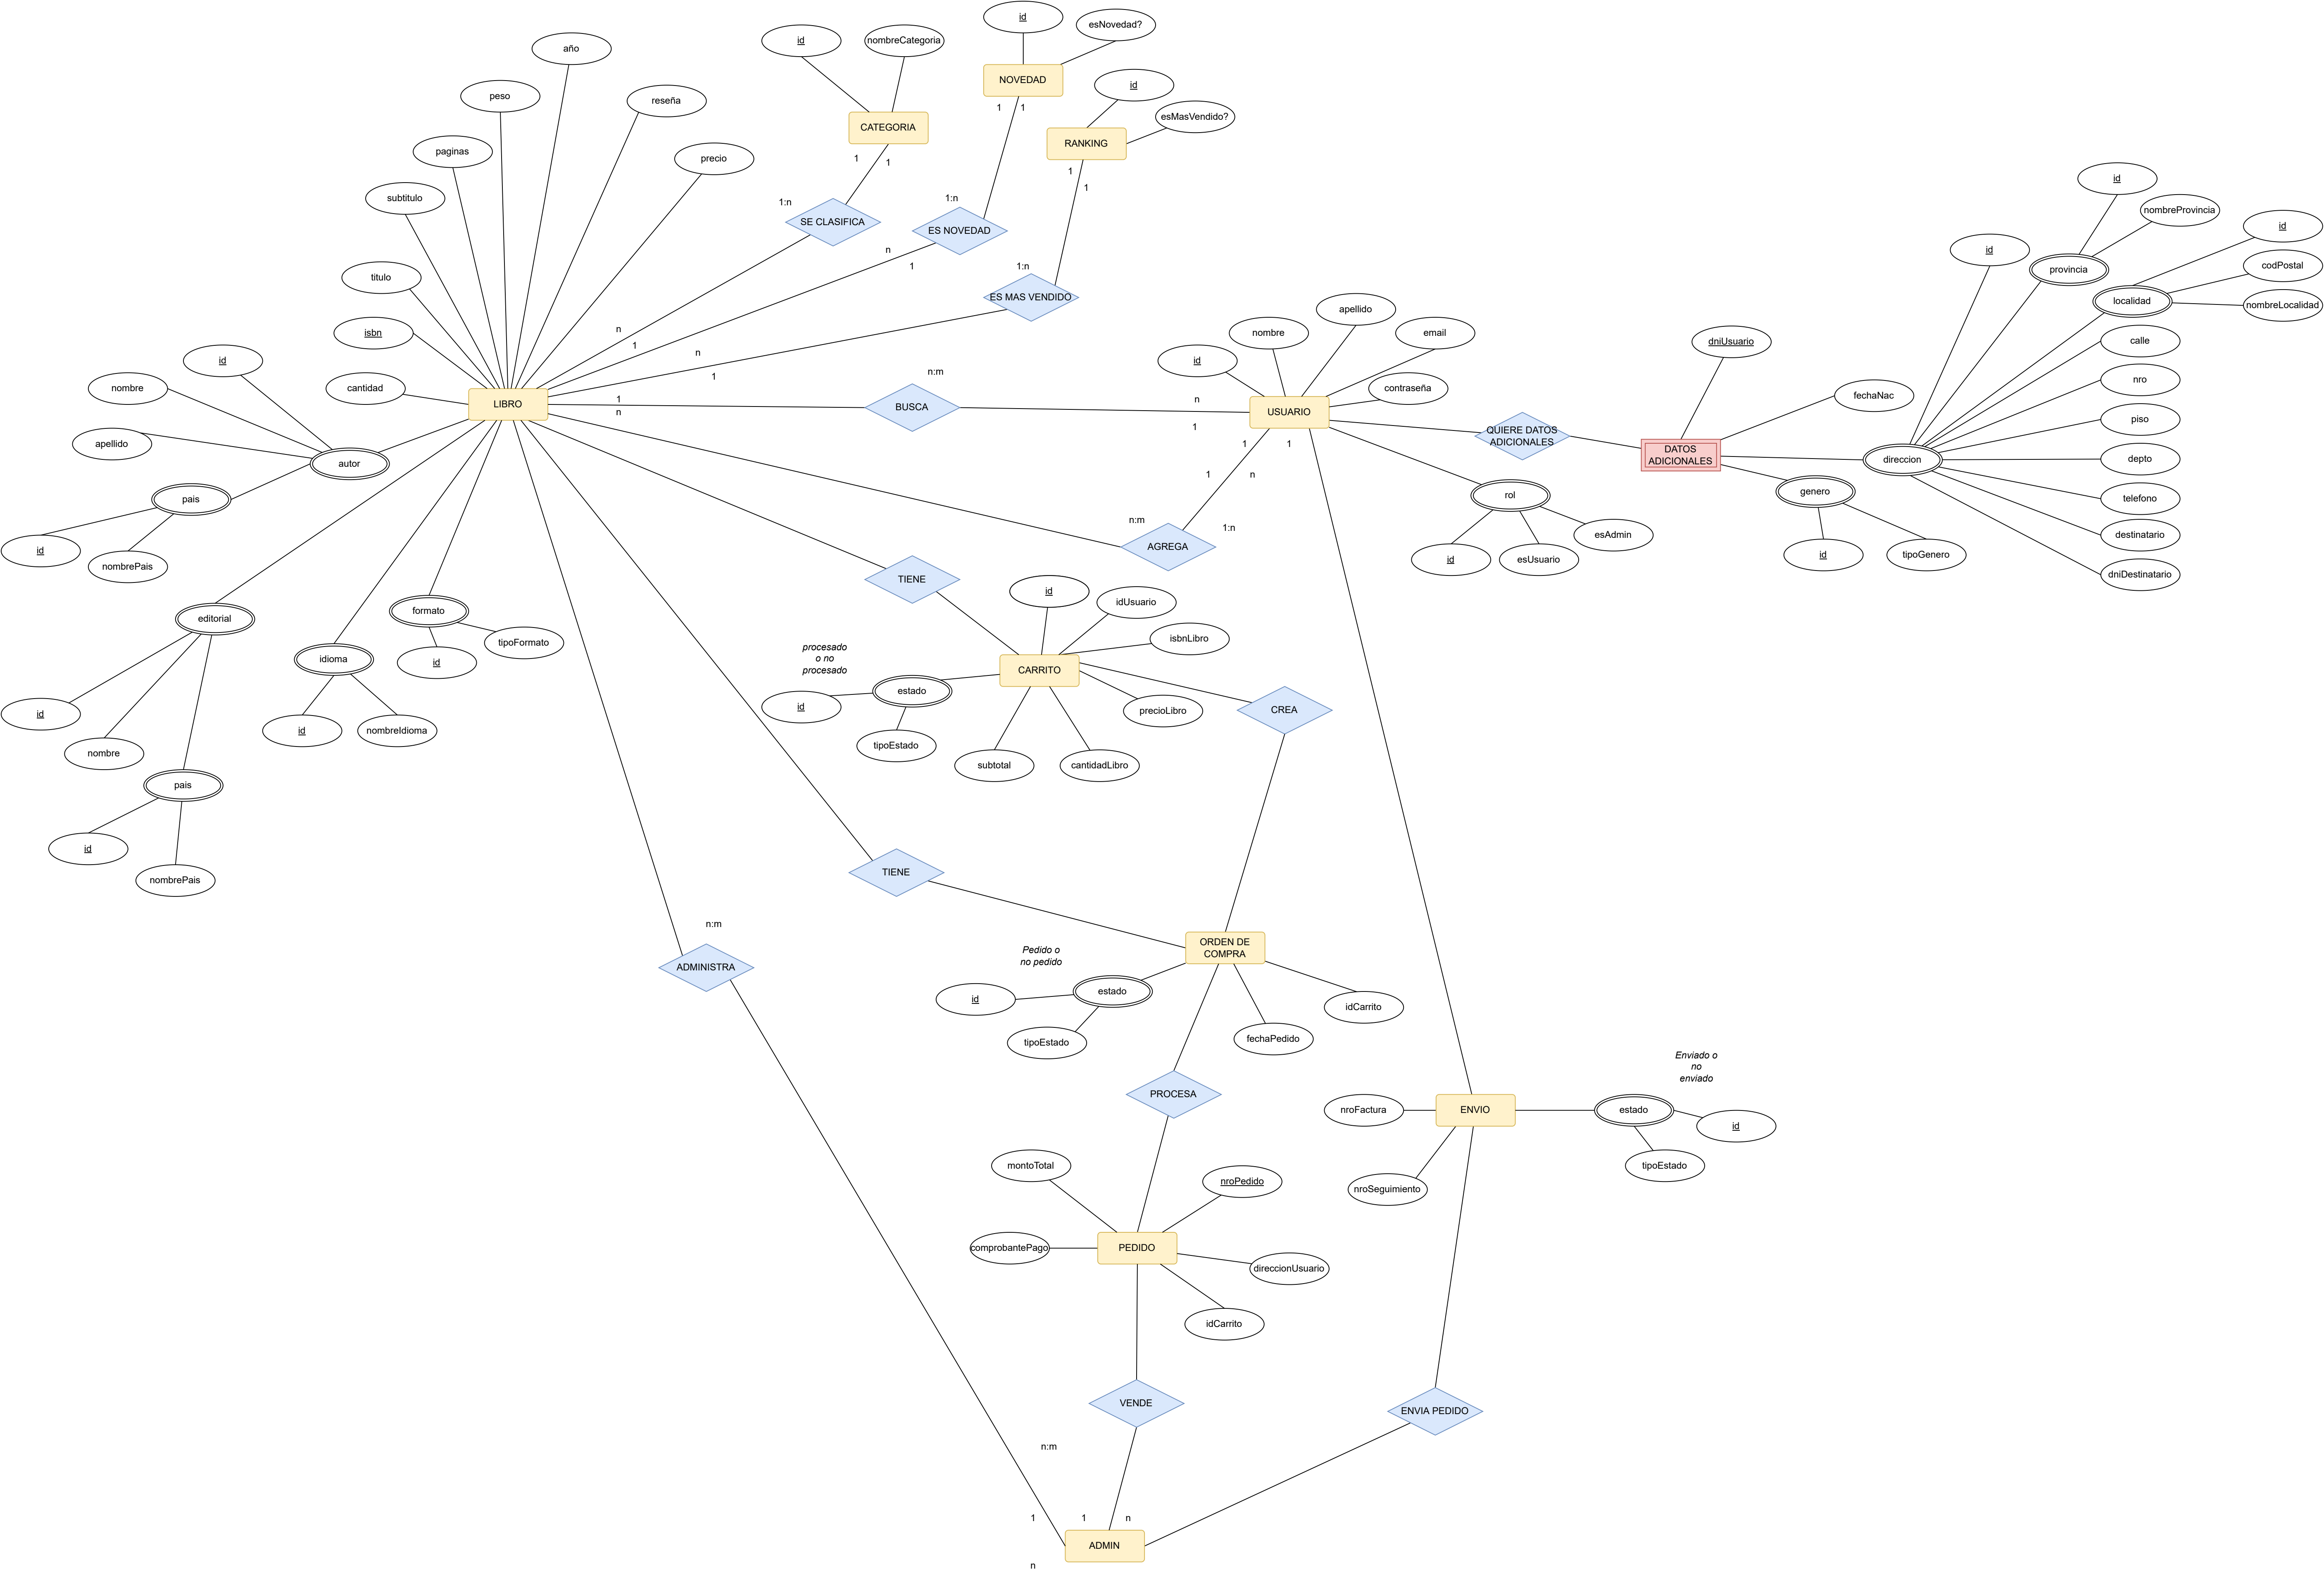 id
esNovedad?
id
nombreCategoria
año
NOVEDAD
id
peso
reseña
esMasVendido?
CATEGORIA
RANKING
1
1
paginas
precio
1
1
1
1
id
subtitulo
1:n
1:n
nombreProvincia
SE CLASIFICA
ES NOVEDAD
id
n
id
1
1:n
provincia
codPostal
titulo
ES MAS VENDIDO
localidad
nombreLocalidad
apellido
isbn
n
nombre
email
dniUsuario
calle
1
n
id
id
1
n:m
nro
nombre
cantidad
contraseña
fechaNac
LIBRO
1
n
BUSCA
n
1
USUARIO
piso
apellido
QUIERE DATOS
ADICIONALES
1
1
DATOS
ADICIONALES
direccion
depto
autor
1
n
pais
rol
genero
telefono
n:m
1:n
esAdmin
destinatario
id
nombrePais
AGREGA
id
esUsuario
id
tipoGenero
TIENE
dniDestinatario
id
idUsuario
editorial
formato
isbnLibro
tipoFormato
procesado
o no
procesado
idioma
id
CARRITO
estado
id
id
precioLibro
CREA
id
nombreIdioma
tipoEstado
nombre
subtotal
cantidadLibro
pais
id
TIENE
nombrePais
n:m
ORDEN DE
COMPRA
Pedido o
no pedido
ADMINISTRA
estado
id
idCarrito
tipoEstado
fechaPedido
Enviado o
no
enviado
PROCESA
nroFactura
ENVIO
estado
id
montoTotal
tipoEstado
nroPedido
nroSeguimiento
comprobantePago
PEDIDO
direccionUsuario
idCarrito
VENDE
ENVIA PEDIDO
n:m
1
1
n
ADMIN
n